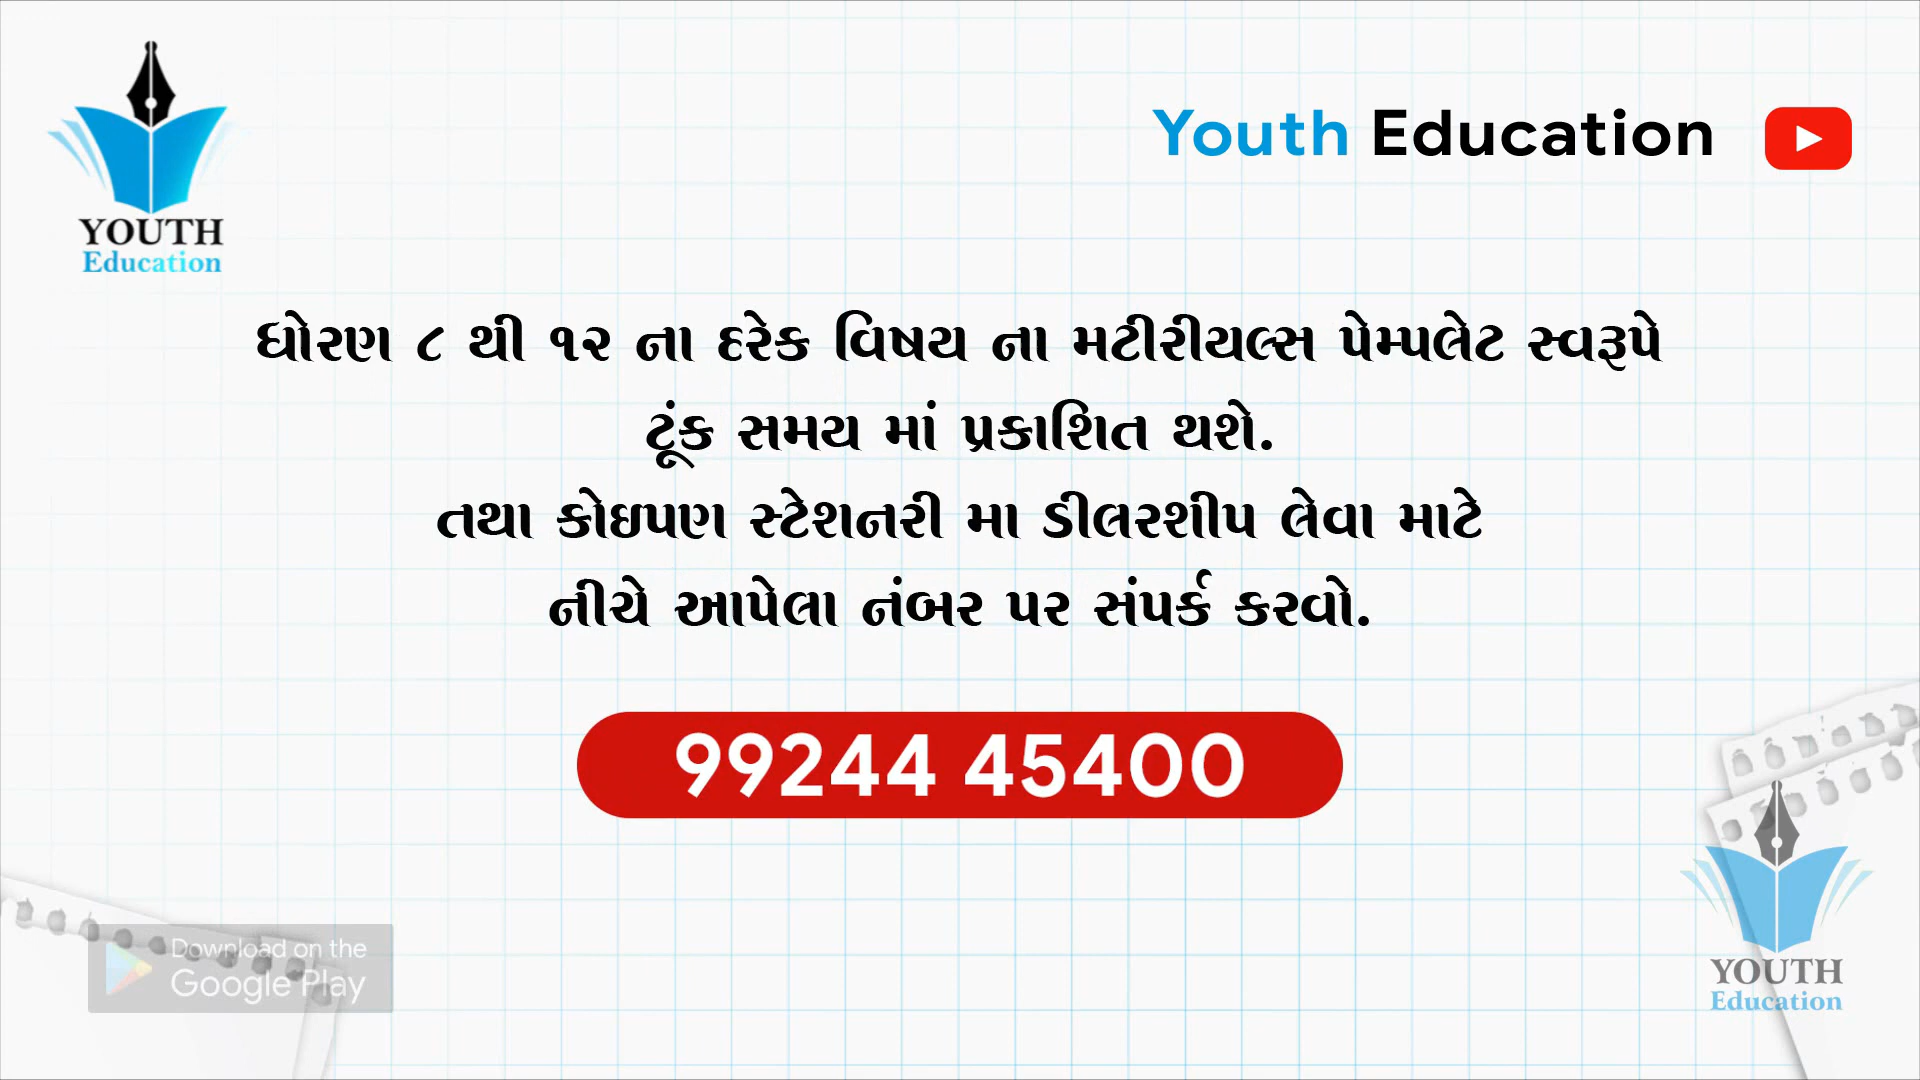 YOUTH
Education
Youth Education
ધોરણ ૮ થી ૧૨ ના દરેક વિષય ના મટીરીયલ્સ પેમ્પલેટ સ્વરૂપે
ટૂંક સમય માં પ્રકાશિત થશે.
તથા કોઇપણ સ્ટેશનરી મા ડીલરશીપ લેવા માટે
નીચે આપેલા નંબર પર સંપર્ક કરવો.
99244 45400
Download on the
Google Play
YOUTH
Education